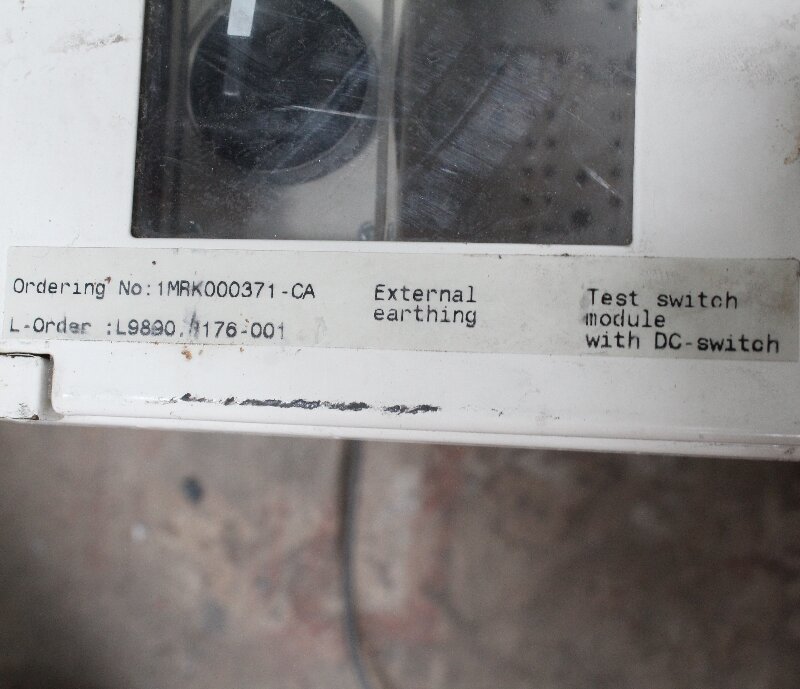 Ordering No:1MRK000371-CA
L-Order :L9890. 176-001
External
earthing
Test switch
module
with DC-switch